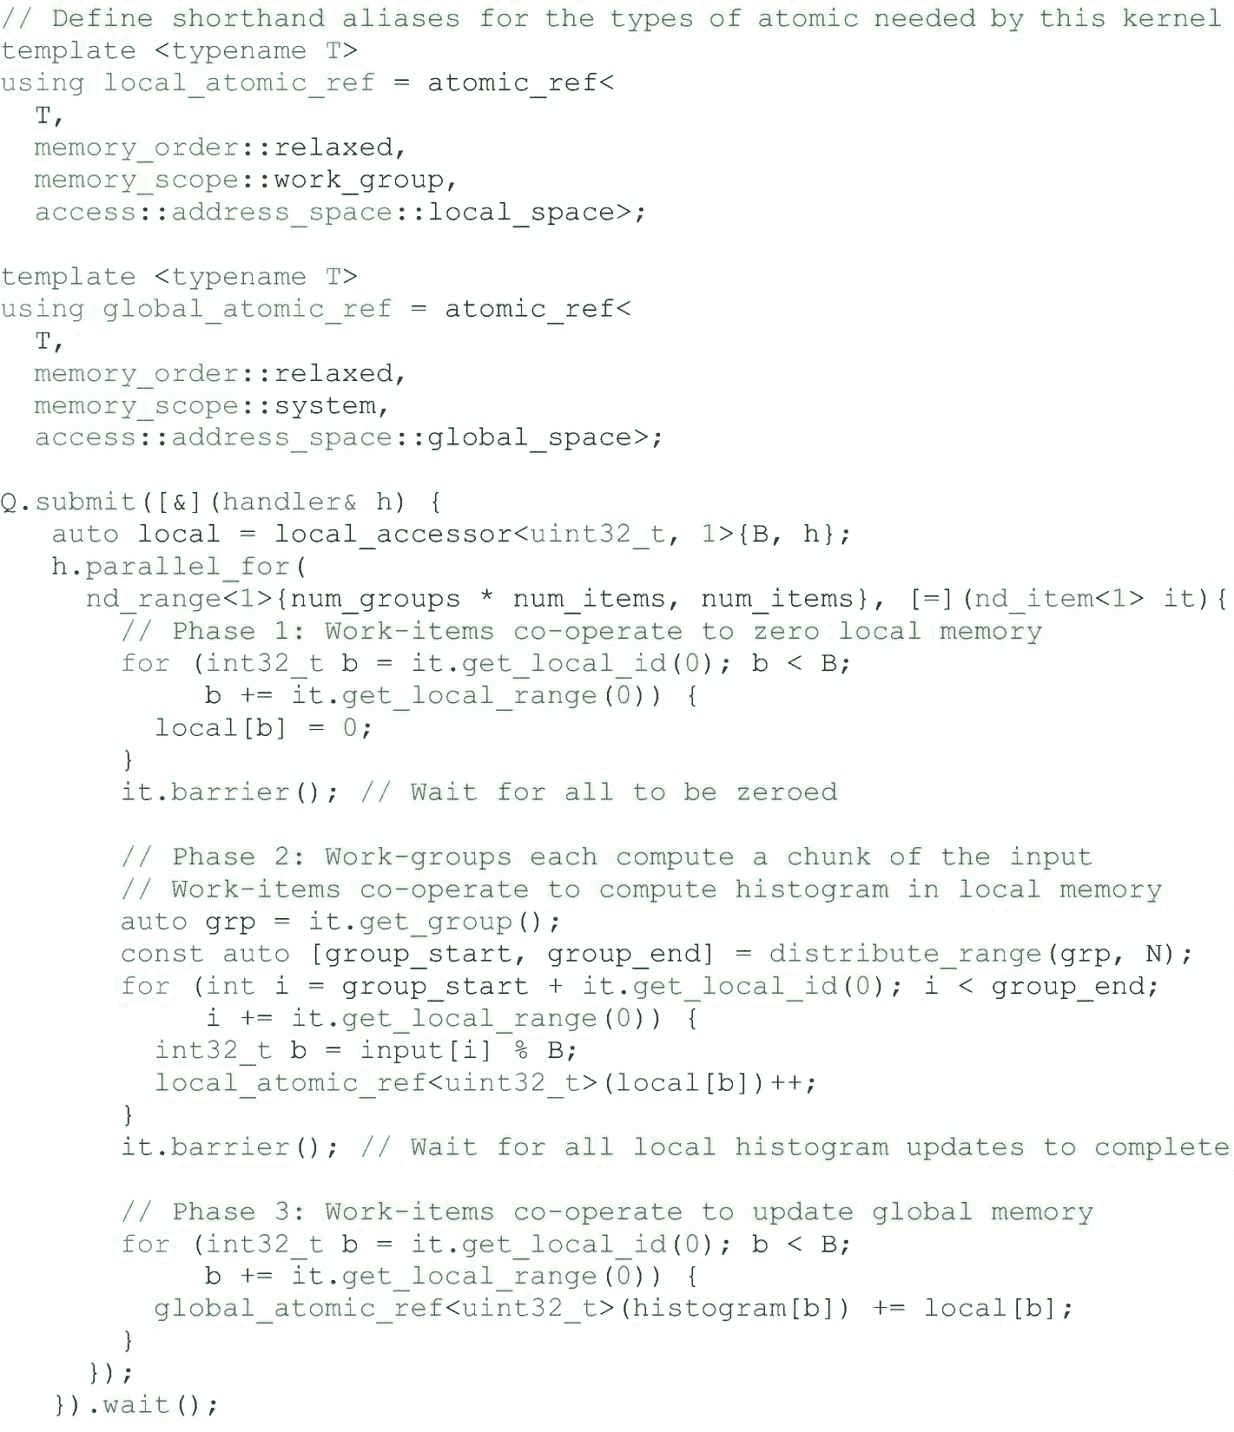 // Define shorthand aliases for the types of atomic needed by this kernel
template <typename T>
using local_atomic_ref = atomic_ref<
  T,
  memory_order::relaxed,
  memory_scope::work_group,
  access::address_space::local_space>;

template <typename T>
using global_atomic_ref = atomic_ref<
  T,
  memory_order::relaxed,
  memory_scope::system,
  access::address_space::global_space>;

Q.submit([&](handler& h) {
   auto local = local_accessor<uint32_t, 1>{B, h};
   h.parallel_for(
     nd_range<1>{num_groups * num_items, num_items}, [=](nd_item<1> it){
       // Phase 1: Work-items co-operate to zero local memory
       for (int32_t b = it.get_local_id(0); b < B;
            b += it.get_local_range(0)) {
         local[b] = 0;
       }
       it.barrier(); // Wait for all to be zeroed

       // Phase 2: Work-groups each compute a chunk of the input
       // Work-items co-operate to compute histogram in local memory
       auto grp = it.get_group();
       const auto [group_start, group_end] = distribute_range(grp, N);
       for (int i = group_start + it.get_local_id(0); i < group_end;
            i += it.get_local_range(0)) {
         int32_t b = input[i] % B;
         local_atomic_ref<uint32_t>(local[b])++;
       }
       it.barrier(); // Wait for all local histogram updates to complete

       // Phase 3: Work-items co-operate to update global memory
       for (int32_t b = it.get_local_id(0); b < B;
            b += it.get_local_range(0)) {
         global_atomic_ref<uint32_t>(histogram[b]) += local[b];
       }
     });
   }).wait();